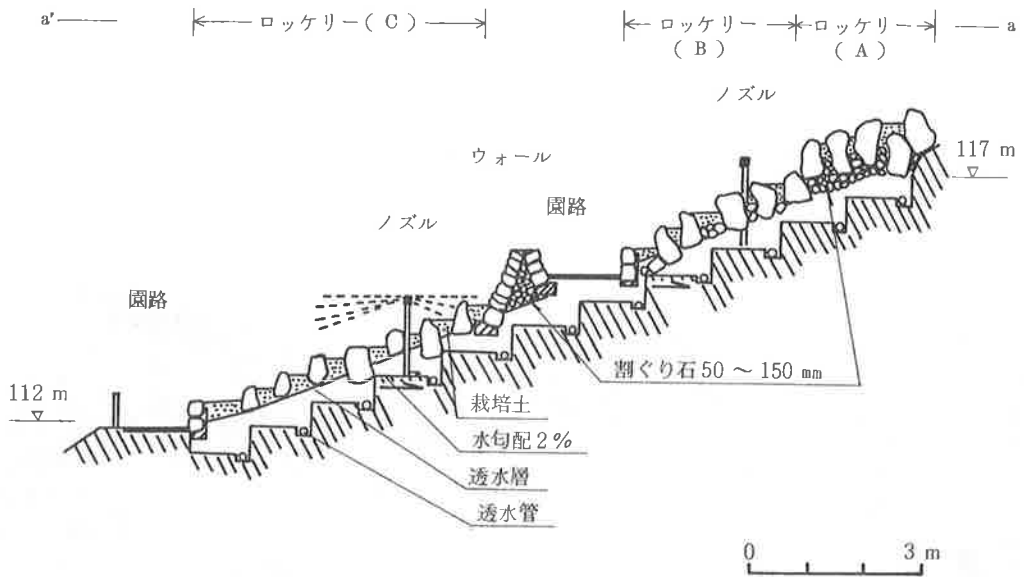 a′ ロッケリー( C ) ロッケリー ロッケリー a
( B ) ( A )
ノズル
ウォール
117 m
園路
ノズル
園路
割ぐり石 50 ～ 150 mm
112 m
栽培土
水匂配 2 %
透水層
透水管
0 3 m